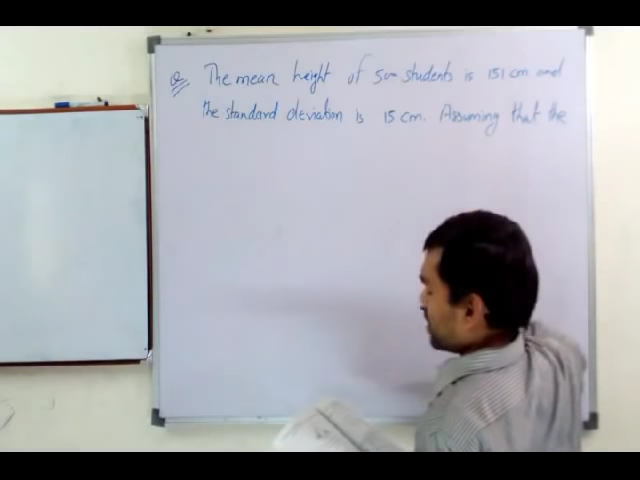 Q. The mean height of 500 students is 151 cm and
the standard deviation is 15 cm. Assuming that the